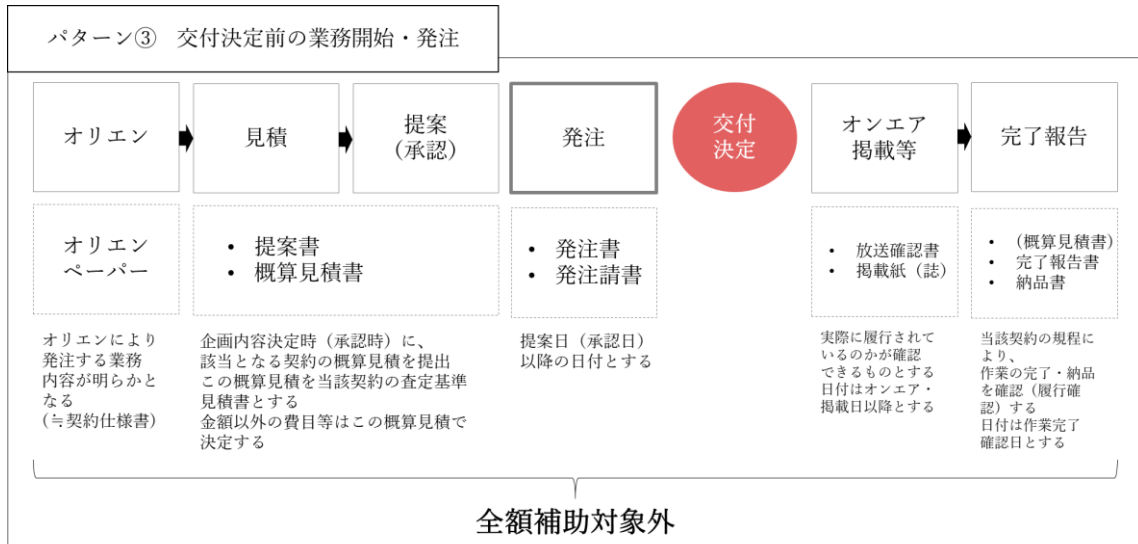 パターン③　交付決定前の業務開始・発注
オリエン
見積
提案
(承認)
発注
交付
決定
オンエア
掲載等
完了報告
オリエン
ペーパー
• 提案書
• 概算見積書
• 発注書
• 発注請書
• 放送確認書
• 掲載紙（誌）
• (概算見積書)
• 完了報告書
• 納品書
オリエンにより
発注する業務
内容が明らかと
なる
(≒契約仕様書)
企画内容決定時（承認時）に、
該当となる契約の概算見積を提出
この概算見積を当該契約の査定基準
見積書とする
金額以外の費目等はこの概算見積で
決定する
提案日（承認日）
以降の日付とする
実際に履行されて
いるのかが確認
できるものとする
日付はオンエア・
掲載日以降とする
当該契約の規程に
より、
作業の完了・納品
を確認（履行確
認）する
日付は作業完了
確認日とする
全額補助対象外